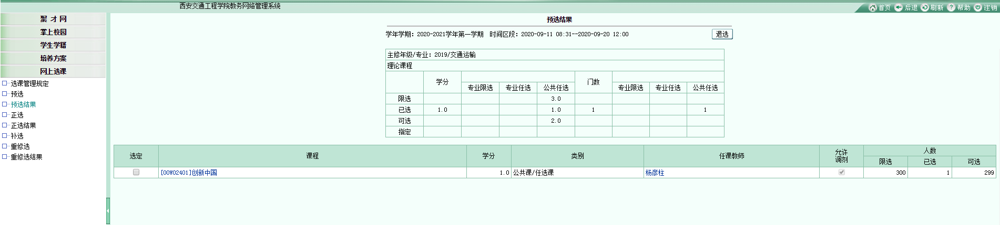 西安交通工程学院教务网络管理系统
首页 后退 刷新 帮助 注销
聚 才 网
掌上校园
学生学籍
培养方案
网上选课
选课管理规定
预选
预选结果
正选
正选结果
补选
重修选
重修选结果
预选结果
学年学期：2020-2021学年第一学期 时间区段：2020-09-11 08:31--2020-09-20 12:00
退选
主修年级/专业：2019/交通运输
理论课程
学分 门数
专业限选 专业任选 公共任选 专业限选 专业任选 公共任选
限选 3.0
已选 1.0 1.0 1 1
可选 2.0
指定
选定 课程 学分 类别 任课教师 允许调剂 人数
限选 已选 可选
[00W02401]创新中国 1.0 公共课/任选课 杨彦柱 300 1 299